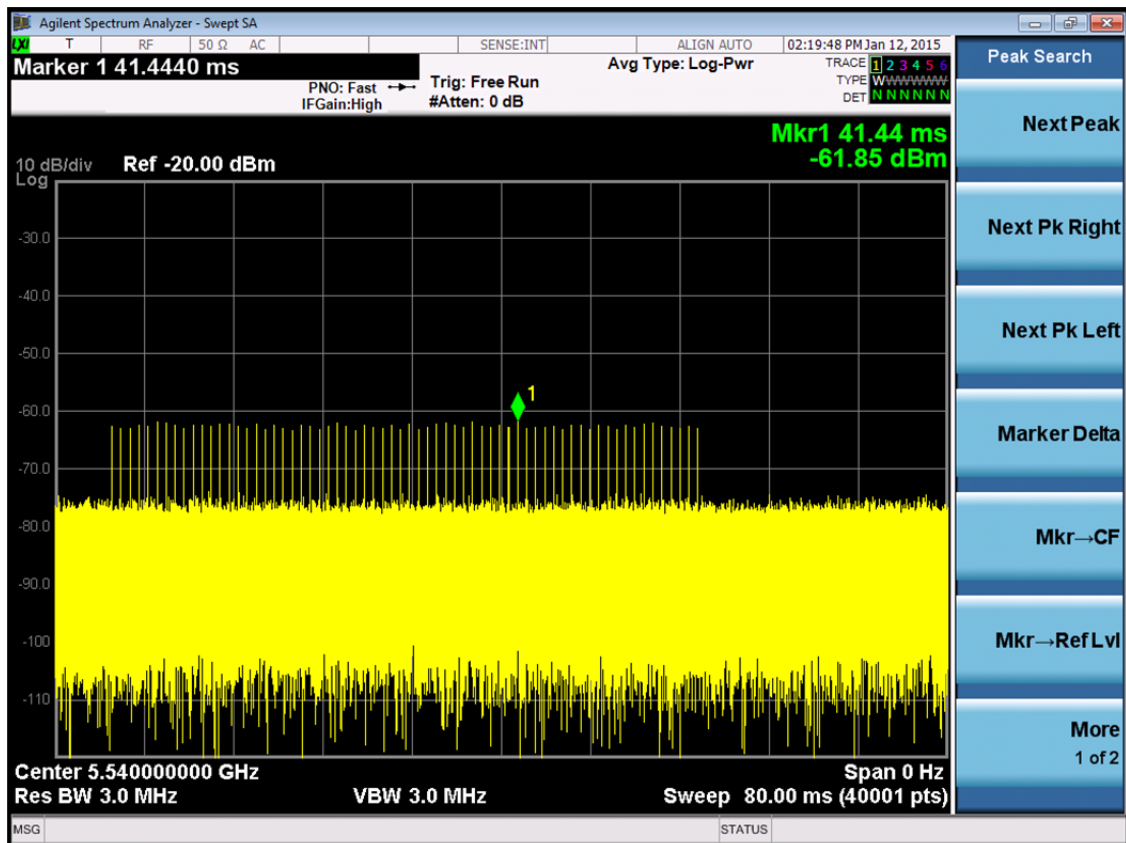 Agilent Spectrum Analyzer - Swept SA
LXI T RF 50 Ω AC SENSE:INT ALIGN AUTO 02:19:48 PM Jan 12, 2015
Marker 1 41.4440 ms
PNO: Fast
IFGain:High
Trig: Free Run
#Atten: 0 dB
Avg Type: Log-Pwr
TRACE 1 2 3 4 5 6
TYPE WWWWWW
DET N N N N N N
Peak Search
Mkr1 41.44 ms
-61.85 dBm
10 dB/div Ref -20.00 dBm
Log
-30.0
-40.0
-50.0
-60.0
-70.0
-80.0
-90.0
-100
-110
1
Center 5.540000000 GHz Span 0 Hz
Res BW 3.0 MHz VBW 3.0 MHz Sweep 80.00 ms (40001 pts)
MSG STATUS
Next Peak
Next Pk Right
Next Pk Left
Marker Delta
Mkr→CF
Mkr→Ref Lvl
More
1 of 2